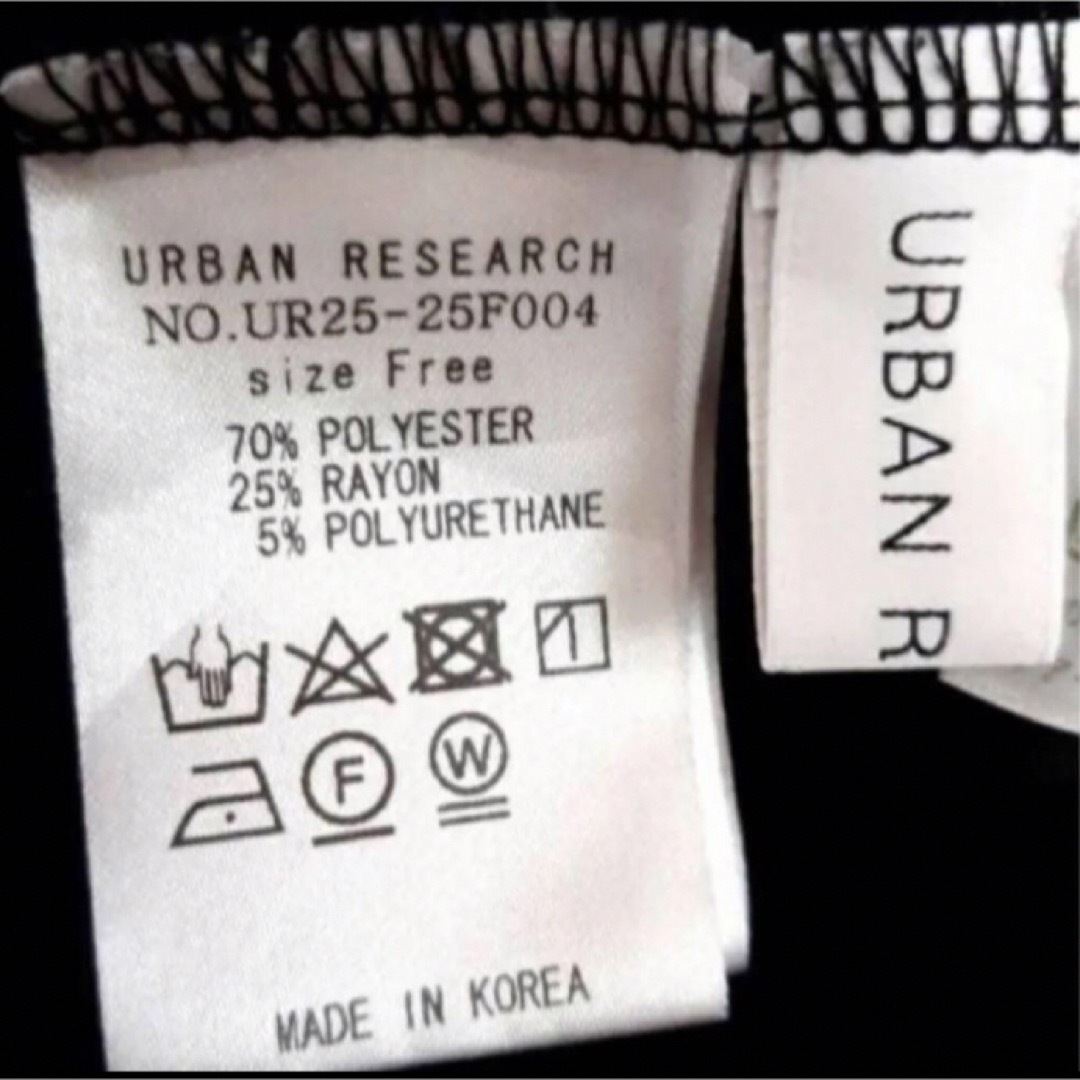 URBAN RESEARCH
NO.UR25-25F004
size Free
70% POLYESTER
25% RAYON
5% POLYURETHANE
F
W
MADE IN KOREA
URBAN R